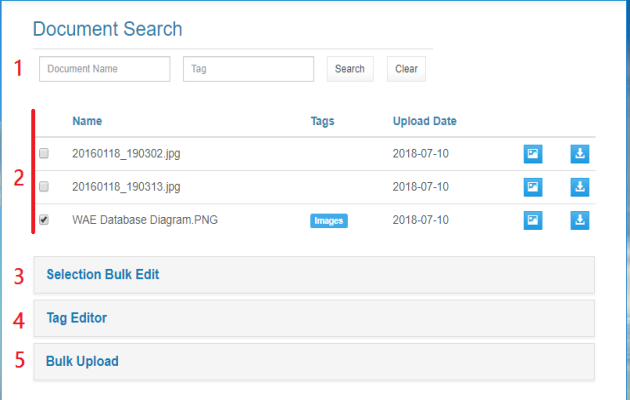 Document Search
1 Document Name Tag Search Clear
Name Tags Upload Date
20160118_190302.jpg 2018-07-10
2 20160118_190313.jpg 2018-07-10
WAE Database Diagram.PNG Images 2018-07-10
3 Selection Bulk Edit
4 Tag Editor
5 Bulk Upload